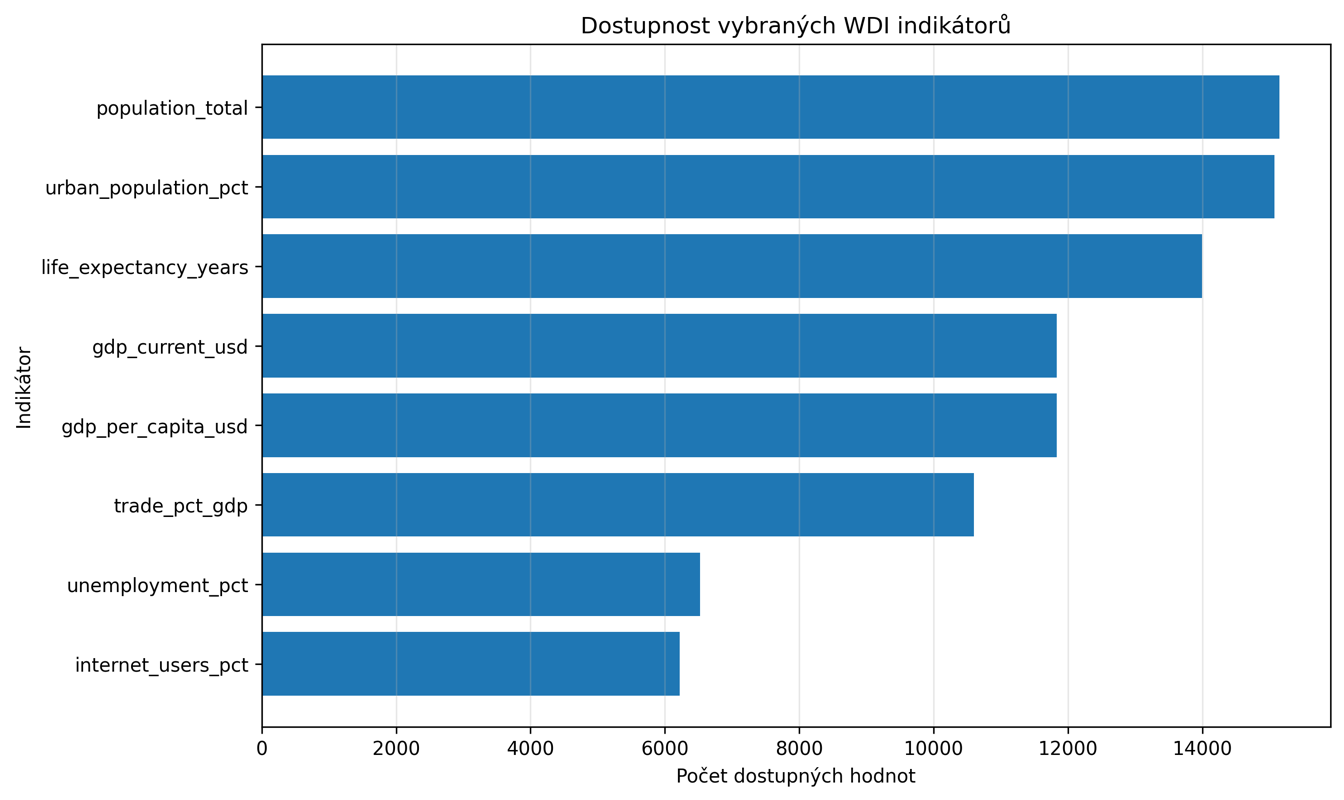 Dostupnost vybraných WDI indikátorů
Indikátor
population_total
urban_population_pct
life_expectancy_years
gdp_current_usd
gdp_per_capita_usd
trade_pct_gdp
unemployment_pct
internet_users_pct
0 2000 4000 6000 8000 10000 12000 14000
Počet dostupných hodnot